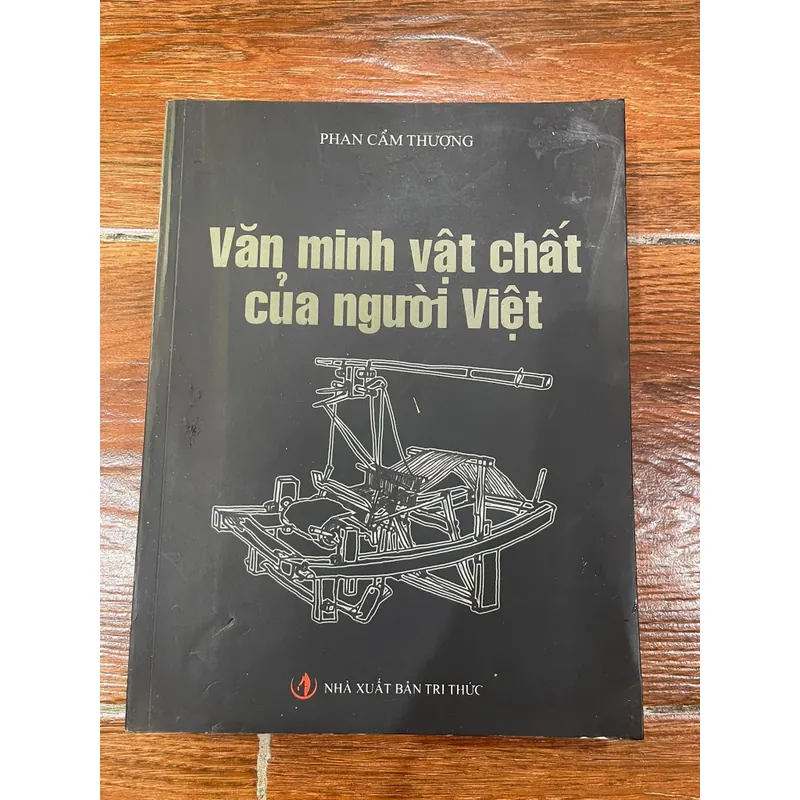 PHAN CẨM THƯỢNG
Văn minh vật chất
của người Việt
NHÀ XUẤT BẢN TRI THỨC